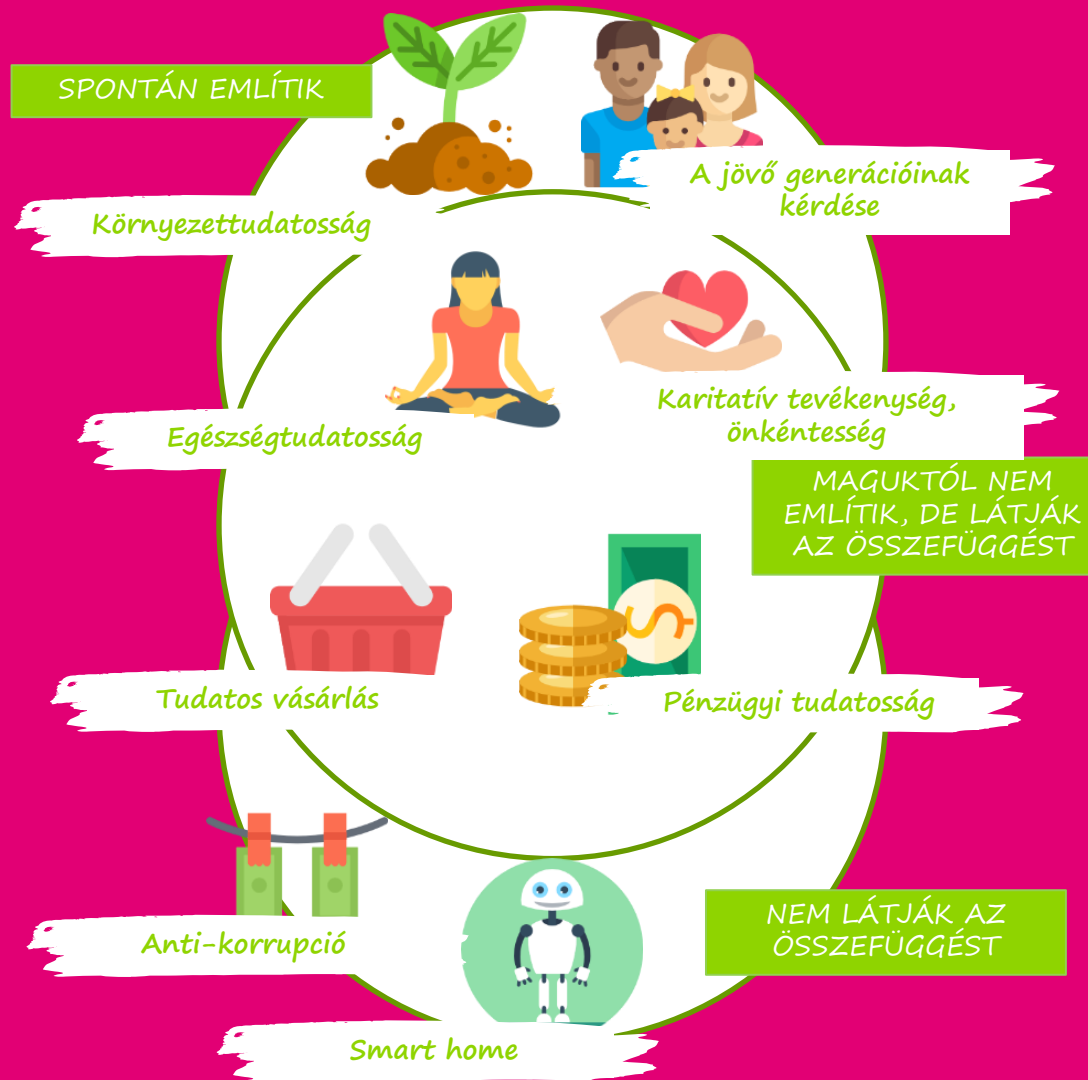 SPONTÁN EMLÍTIK
A jövő generációinak
kérdése
Környezettudatosság
Karitatív tevékenység,
önkéntesség
Egészségtudatosság
MAGUKTÓL NEM
EMLÍTIK, DE LÁTJÁK
AZ ÖSSZEFÜGGÉST
Tudatos vásárlás
Pénzügyi tudatosság
NEM LÁTJÁK AZ
ÖSSZEFÜGGÉST
Anti-korrupció
Smart home